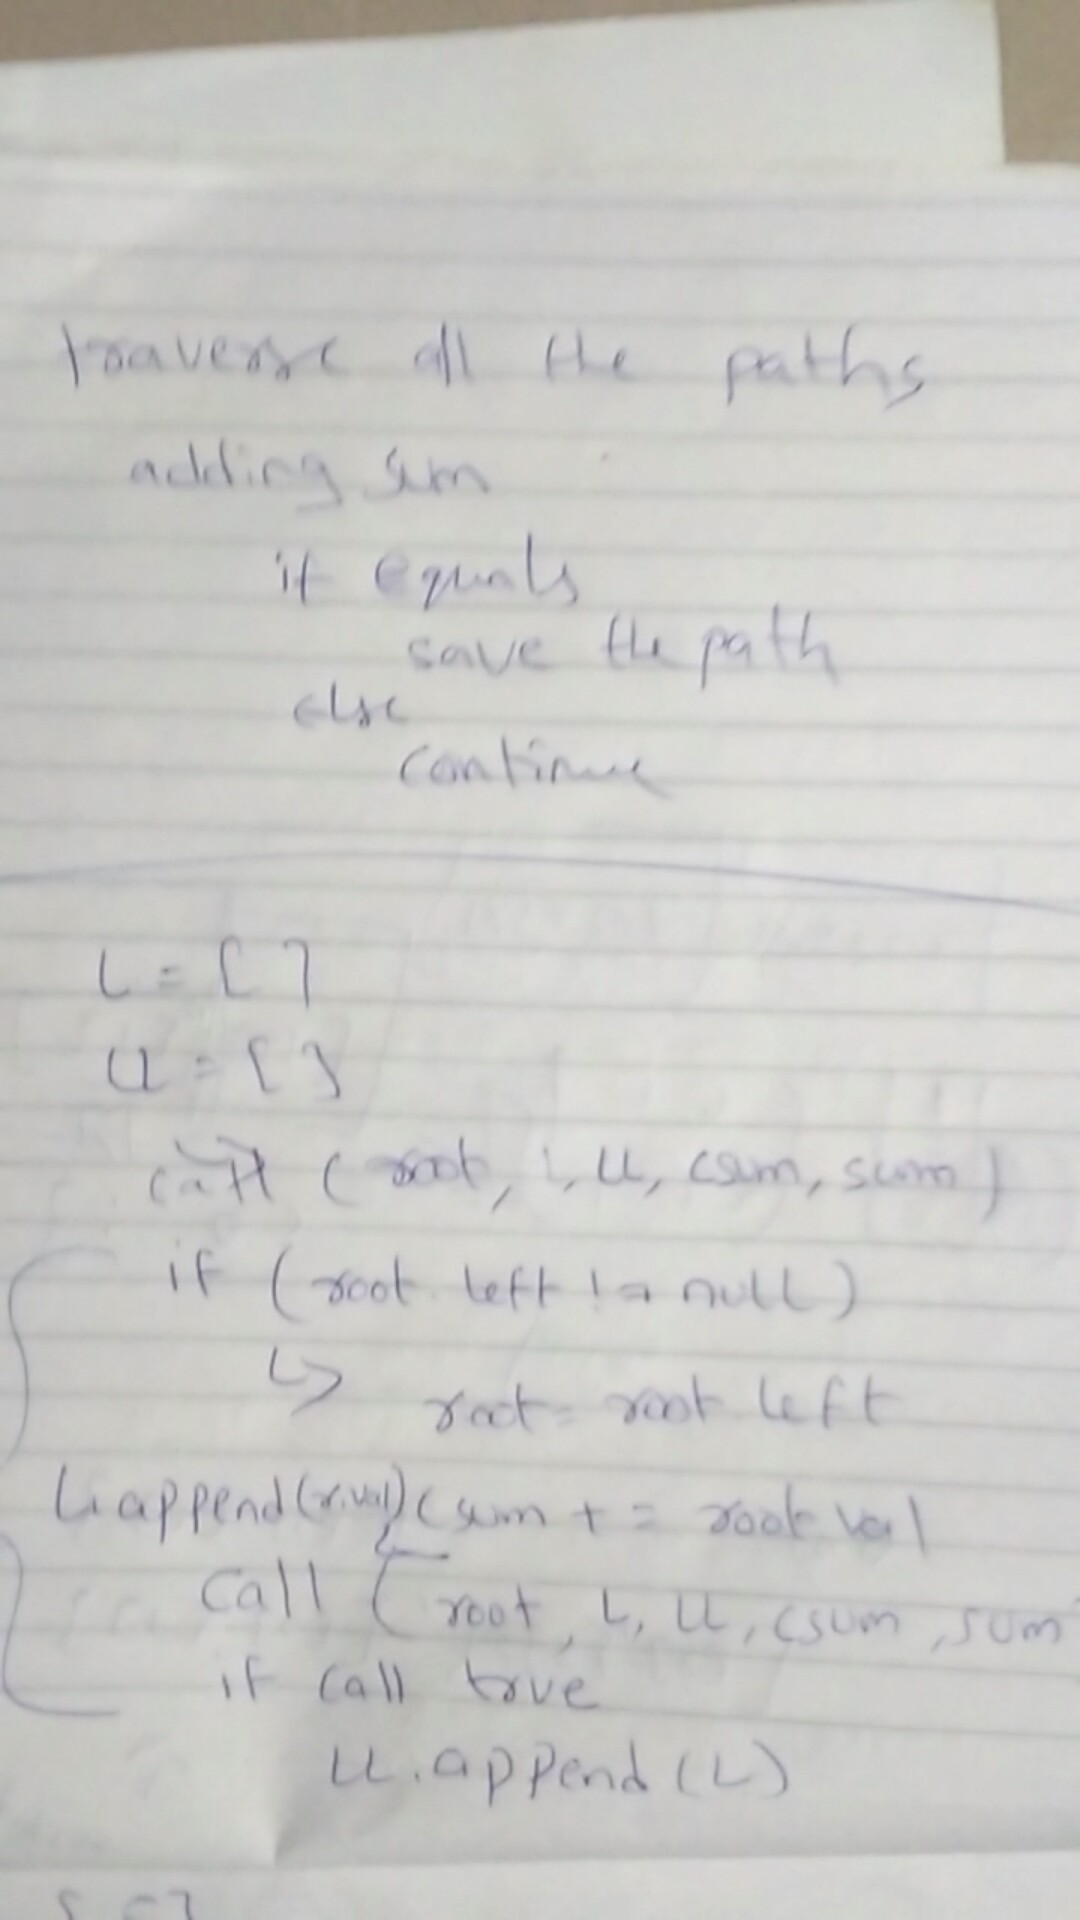 traverse all the paths
adding sum
if equals
save the path
else
continue
L = [ ]
LL = [ ]
call ( root, L, LL, csum, sum )
if ( root. left != null )
↳ root = root left
L.append(r.val) csum + = root val
call ( root, L, LL, csum, sum
if call true
LL.append(L)